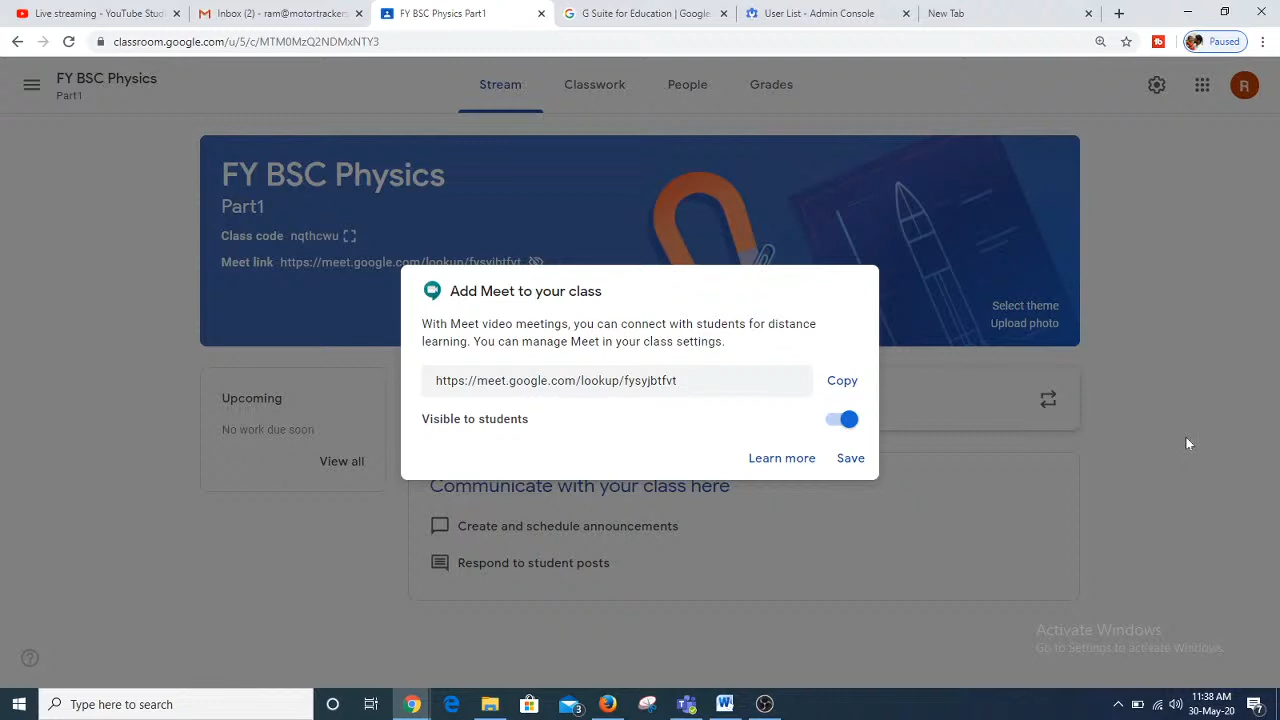 Live streaming - YouTube Stud
Inbox (2) - ram@motortracker
FY BSC Physics Part1
G Suite for Education | Google
User List - Admin Console
New Tab
classroom.google.com/u/5/c/MTM0MzQ2NDMxNTY3
Paused
FY BSC Physics
Part1
Stream
Classwork
People
Grades
R
FY BSC Physics
Part1
Class code nqthcwu
Meet link https://meet.google.com/lookup/fysyjbtfvt
Select theme
Upload photo
Add Meet to your class
With Meet video meetings, you can connect with students for distance
learning. You can manage Meet in your class settings.
https://meet.google.com/lookup/fysyjbtfvt
Copy
Visible to students
Learn more
Save
Upcoming
No work due soon
View all
Communicate with your class here
Create and schedule announcements
Respond to student posts
Activate Windows
Go to Settings to activate Windows.
Type here to search
3
11:38 AM
30-May-20
7